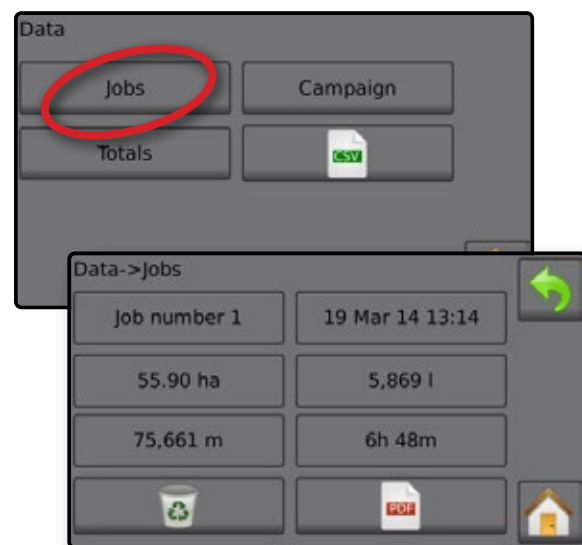 Data
Jobs Campaign
Totals CSV
Data->Jobs
Job number 1 19 Mar 14 13:14
55.90 ha 5,869 l
75,661 m 6h 48m
PDF